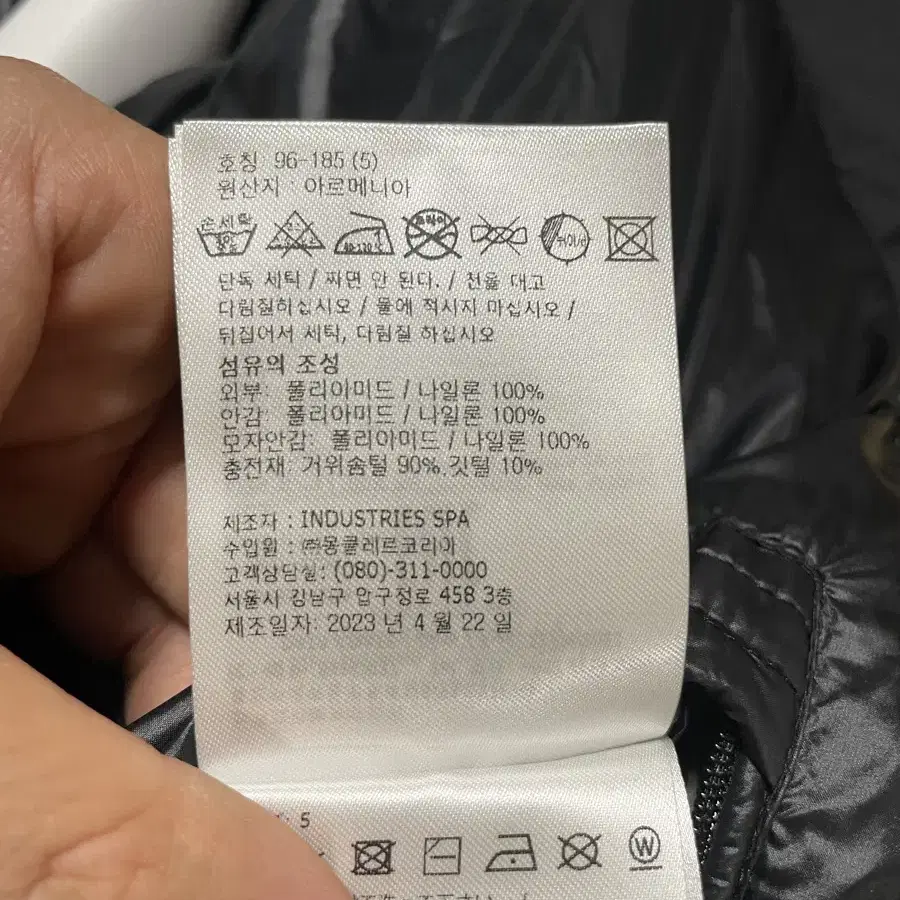 호칭 96-185 (5)
원산지 : 아르메니아
손세탁
80-120℃
드라이
단독 세탁 / 짜면 안 된다. / 천을 대고
다림질하십시오 / 물에 적시지 마십시오 /
뒤집어서 세탁, 다림질 하십시오
섬유의 조성
외부: 폴리아미드 / 나일론 100%
안감: 폴리아미드 / 나일론 100%
모자안감: 폴리아미드 / 나일론 100%
충전재 거위솜털 90%, 깃털 10%
제조자 : INDUSTRIES SPA
수입원 : ㈜몽클레르코리아
고객상담실: (080)-311-0000
서울시 강남구 압구정로 458 3층
제조일자: 2023 년 4 월 22 일
5
W